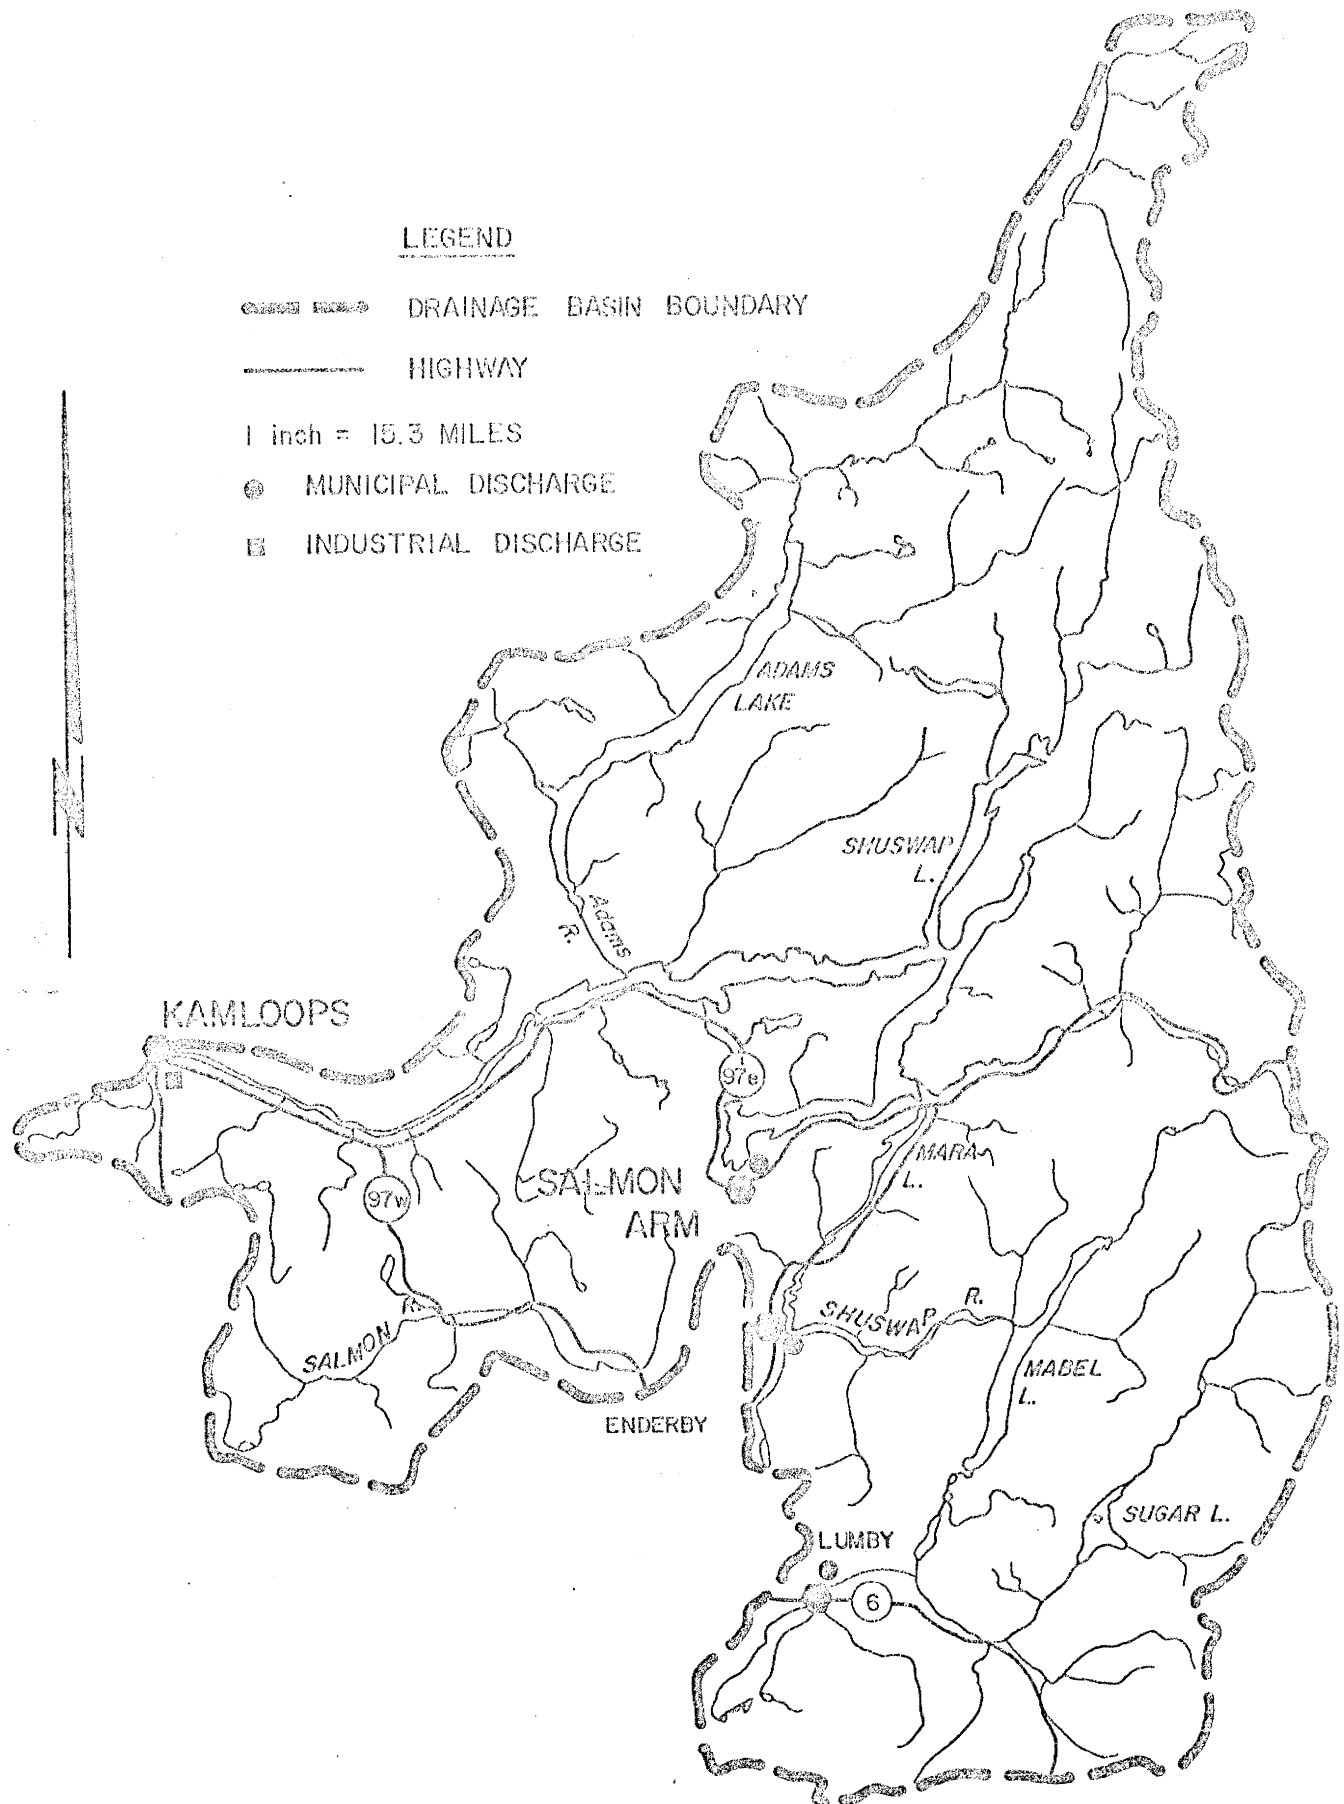 LEGEND
DRAINAGE BASIN BOUNDARY
HIGHWAY
1 inch = 15.3 MILES
MUNICIPAL DISCHARGE
INDUSTRIAL DISCHARGE
N
ADAMS
LAKE
SHUSWAP
L.
Adams
R.
KAMLOOPS
97e
MARA
L.
97w
SALMON
ARM
SALMON R.
SHUSWAP R.
MABEL
L.
ENDERBY
SUGAR L.
LUMBY
6